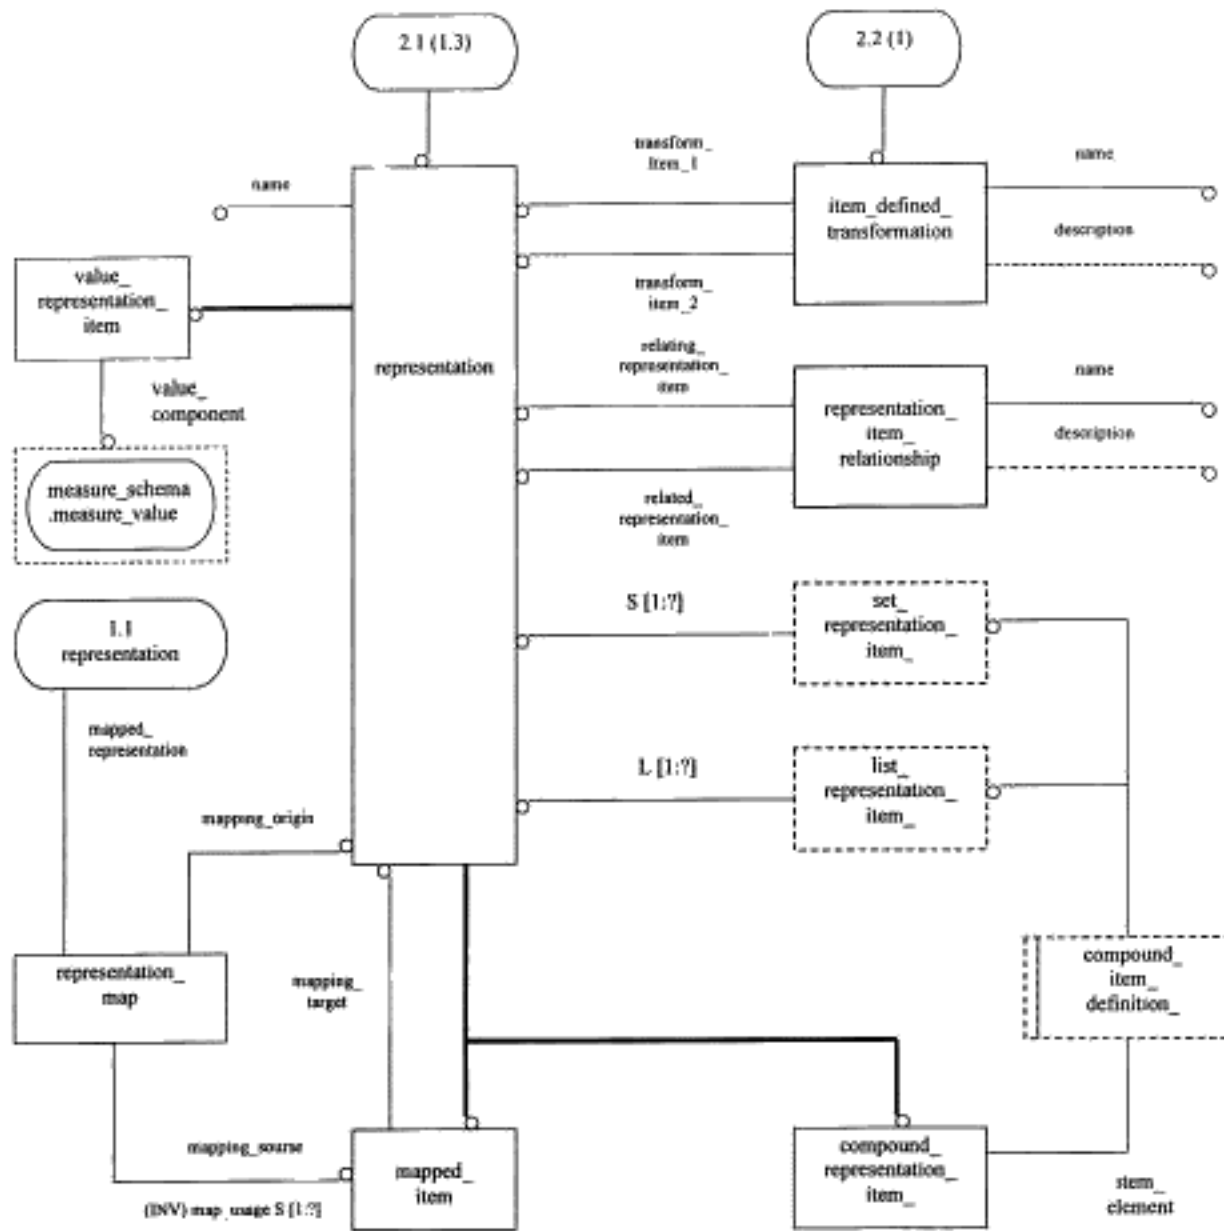 2.1 (1.3)
2.2 (1)
transform_
item_1
name
name
item_defined_
transformation
description
value_
representation_
item
transform_
item_2
relating_
representation_
item
representation
name
value_
component
representation_
item_
relationship
description
measure_schema
.measure_value
related_
representation_
item
S [1:?]
set_
representation_
item_
1.1
representation
mapped_
representation
L [1:?]
list_
representation_
item_
mapping_origin
compound_
item_
definition_
representation_
map
mapping_
target
mapping_sourse
compound_
representation_
item_
mapped_
item
stem_
element
(INV) map_usage S [1:?]